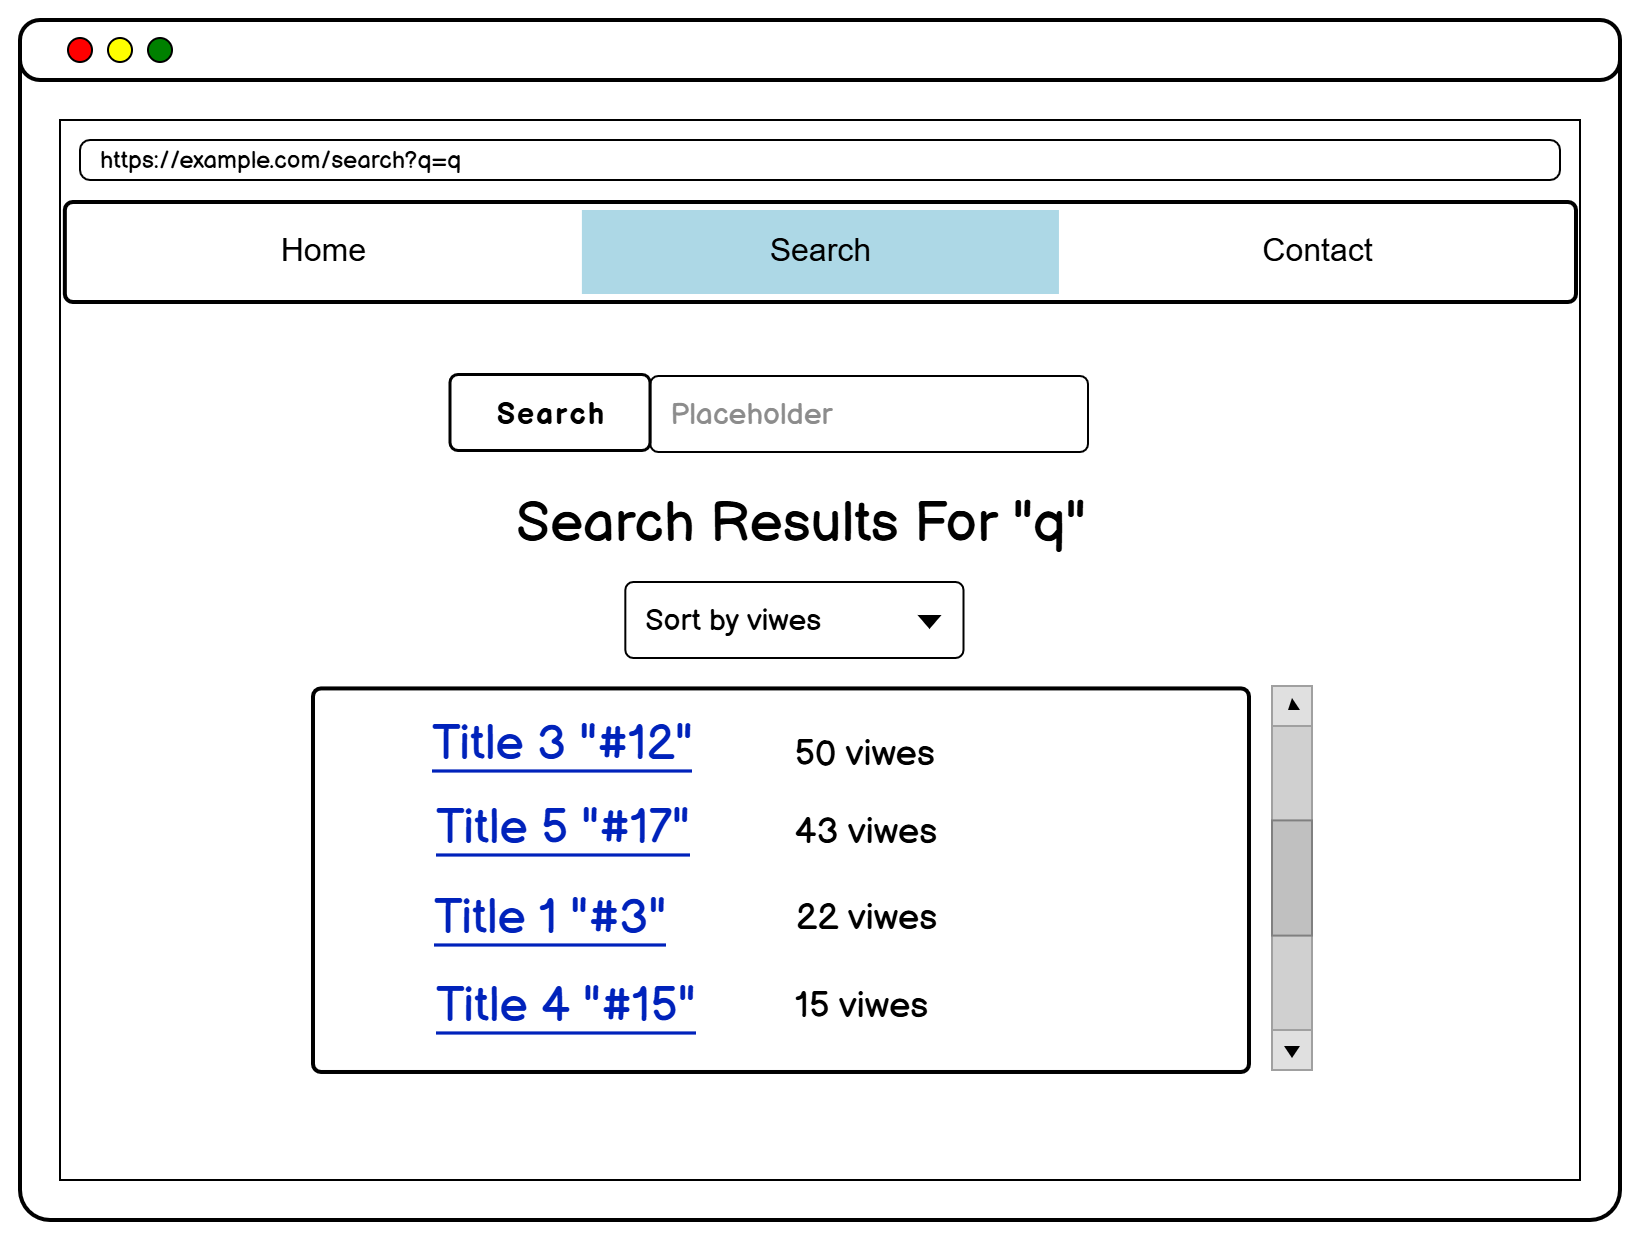 https://example.com/search?q=q
Home Search Contact
Search Placeholder
Search Results For "q"
Sort by viwes
Title 3 "#12" 50 viwes
Title 5 "#17" 43 viwes
Title 1 "#3" 22 viwes
Title 4 "#15" 15 viwes